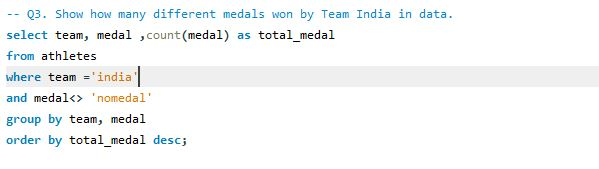 -- Q3. Show how many different medals won by Team India in data.
select team, medal ,count(medal) as total_medal
from athletes
where team ='india'
and medal<> 'nomedal'
group by team, medal
order by total_medal desc;